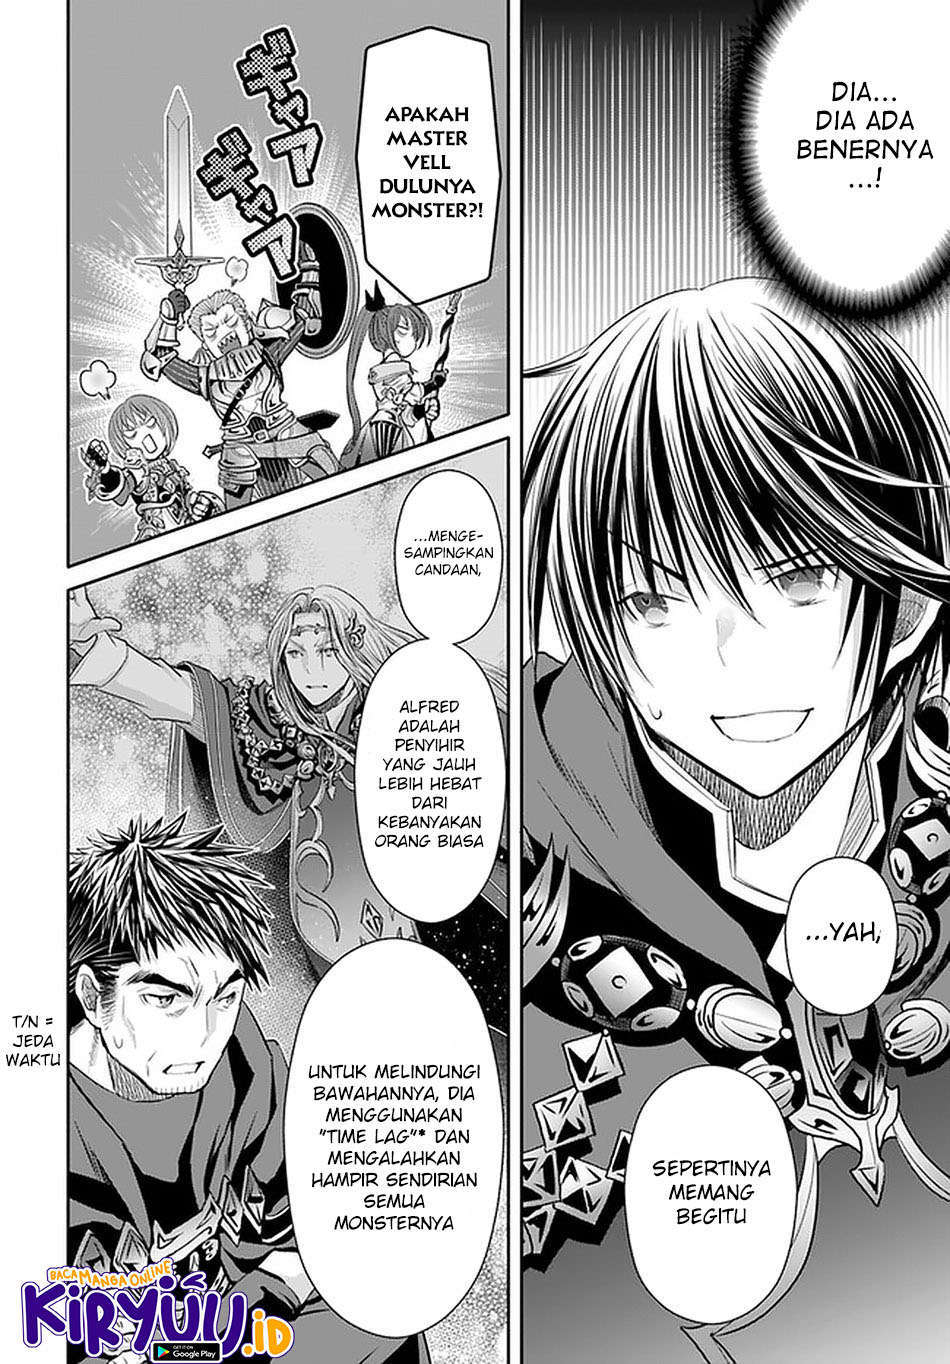 DIA...
DIA ADA
BENERNYA
...!
...YAH,
SEPERTINYA
MEMANG
BEGITU
APAKAH
MASTER
VELL
DULUNYA
MONSTER?!
ギャア
ギャア
...MENGE-
SAMPINGKAN
CANDAAN,
ALFRED
ADALAH
PENYIHIR
YANG JAUH
LEBIH HEBAT
DARI
KEBANYAKAN
ORANG BIASA
UNTUK MELINDUNGI
BAWAHANNYA, DIA
MENGGUNAKAN
"TIME LAG"* DAN
MENGALAHKAN
HAMPIR SENDIRIAN
SEMUA
MONSTERNYA
T/N =
JEDA
WAKTU
BACA MANGA ONLINE
KIRYUU.iD
GET IT ON
Google Play